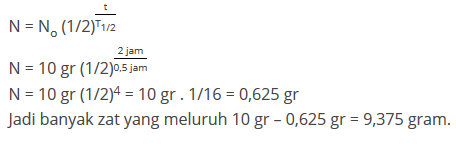 N = N₀ (1/2)^(t/T1/2)
N = 10 gr (1/2)^(2 jam/0,5 jam)
N = 10 gr (1/2)⁴ = 10 gr . 1/16 = 0,625 gr
Jadi banyak zat yang meluruh 10 gr – 0,625 gr = 9,375 gram.